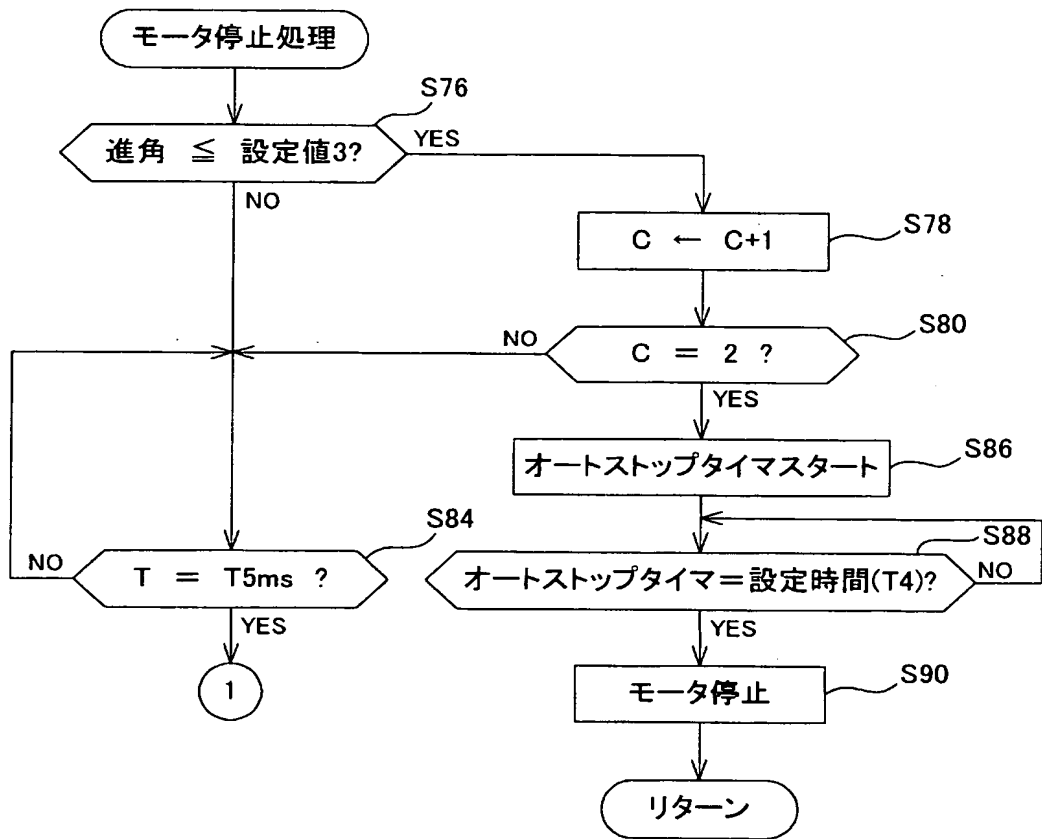 モータ停止処理
S76
進角 ≦ 設定値3?
YES
NO
S78
C ← C+1
S80
NO
C = 2 ?
YES
S86
オートストップタイマスタート
S84
NO
T = T5ms ?
YES
1
S88
オートストップタイマ=設定時間(T4)?
NO
YES
S90
モータ停止
リターン